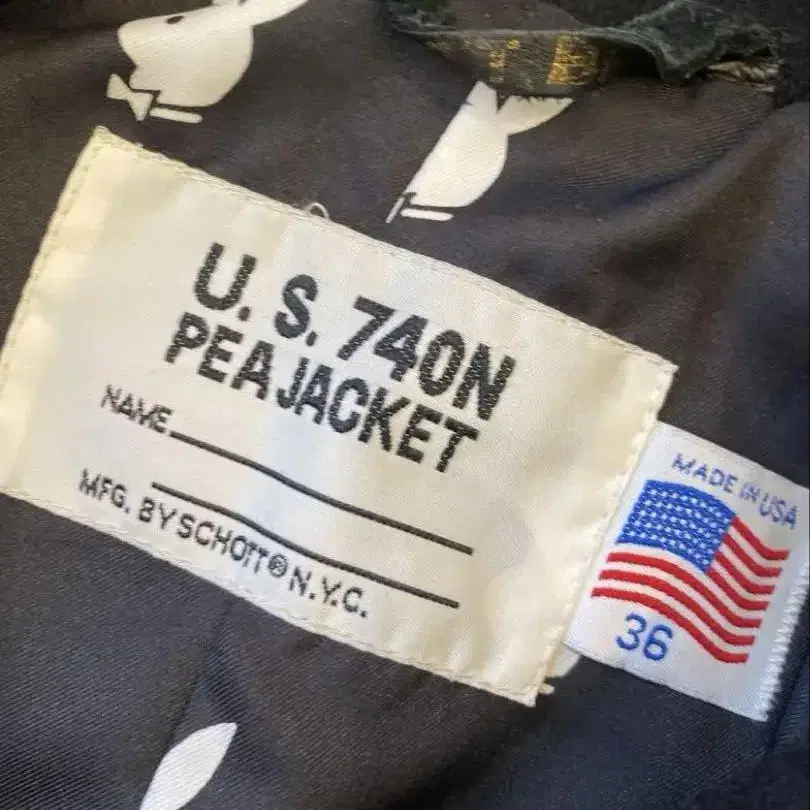 U. S. 740N
PEA JACKET
NAME
MFG. BY SCHOTT® N.Y.C.
MADE IN USA
36